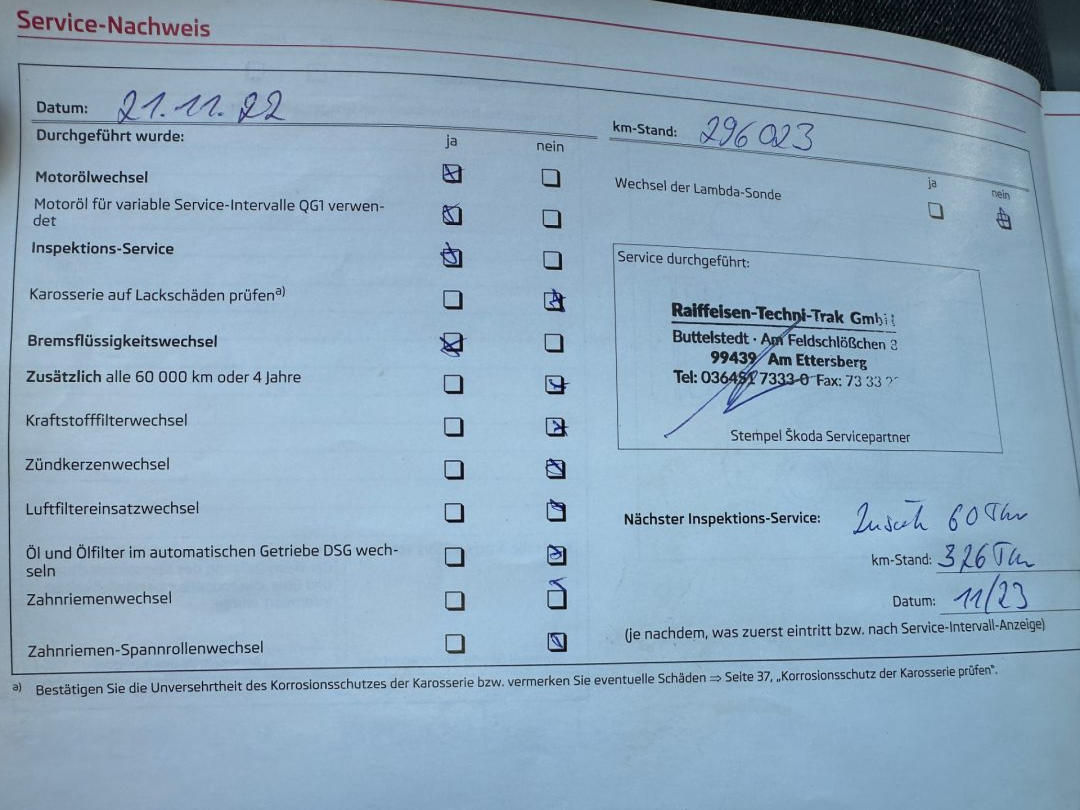 Service-Nachweis
Datum: 21.11.22
km-Stand: 296023
Durchgeführt wurde:
ja
nein
Motorölwechsel
Motoröl für variable Service-Intervalle QG1 verwen-
det
Inspektions-Service
Karosserie auf Lackschäden prüfen a)
Bremsflüssigkeitswechsel
Zusätzlich alle 60 000 km oder 4 Jahre
Kraftstofffilterwechsel
Zündkerzenwechsel
Luftfiltereinsatzwechsel
Öl und Ölfilter im automatischen Getriebe DSG wech-
seln
Zahnriemenwechsel
Zahnriemen-Spannrollenwechsel
ja
nein
Wechsel der Lambda-Sonde
Service durchgeführt:
Raiffeisen-Techni-Trak GmbH
Buttelstedt · Am Feldschlößchen 3
99439 Am Ettersberg
Tel: 036451 7333-0 Fax: 73 33
Stempel Škoda Servicepartner
Nächster Inspektions-Service: 60 Tkm
km-Stand: 326 Tkm
Datum: 11/23
(je nachdem, was zuerst eintritt bzw. nach Service-Intervall-Anzeige)
a) Bestätigen Sie die Unversehrtheit des Korrosionsschutzes der Karosserie bzw. vermerken Sie eventuelle Schäden ⇒ Seite 37, „Korrosionsschutz der Karosserie prüfen“.